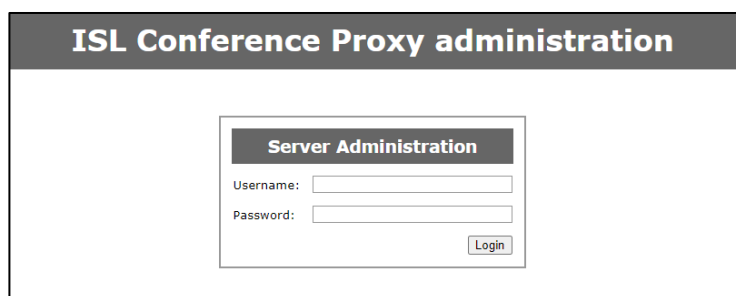 ISL Conference Proxy administration
Server Administration
Username:
Password:
Login